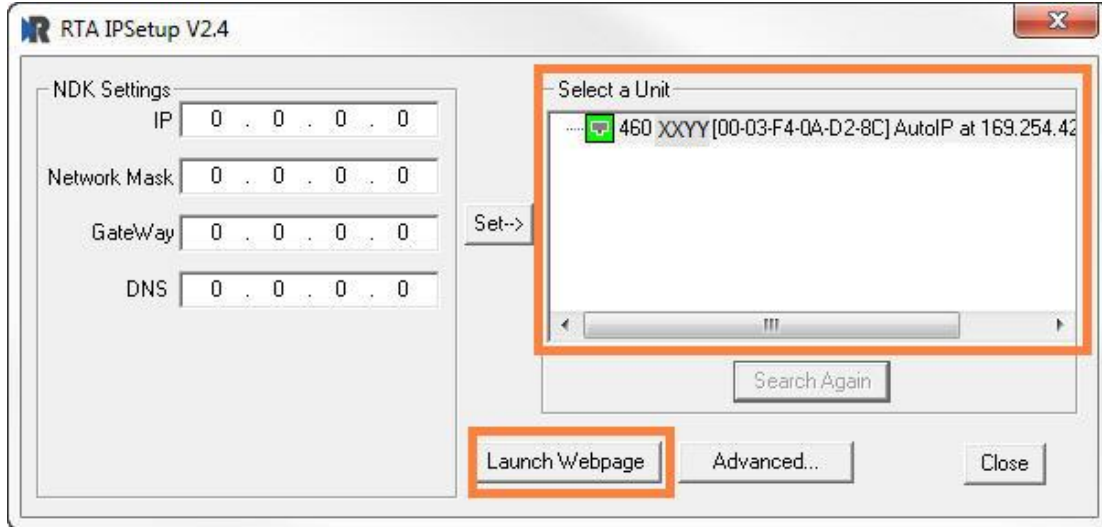 RTA IPSetup V2.4
NDK Settings
IP 0 . 0 . 0 . 0
Network Mask 0 . 0 . 0 . 0
GateWay 0 . 0 . 0 . 0
DNS 0 . 0 . 0 . 0
Set-->
Select a Unit
460 XXYY [00-03-F4-0A-D2-8C] AutoIP at 169.254.42
Search Again
Launch Webpage
Advanced...
Close